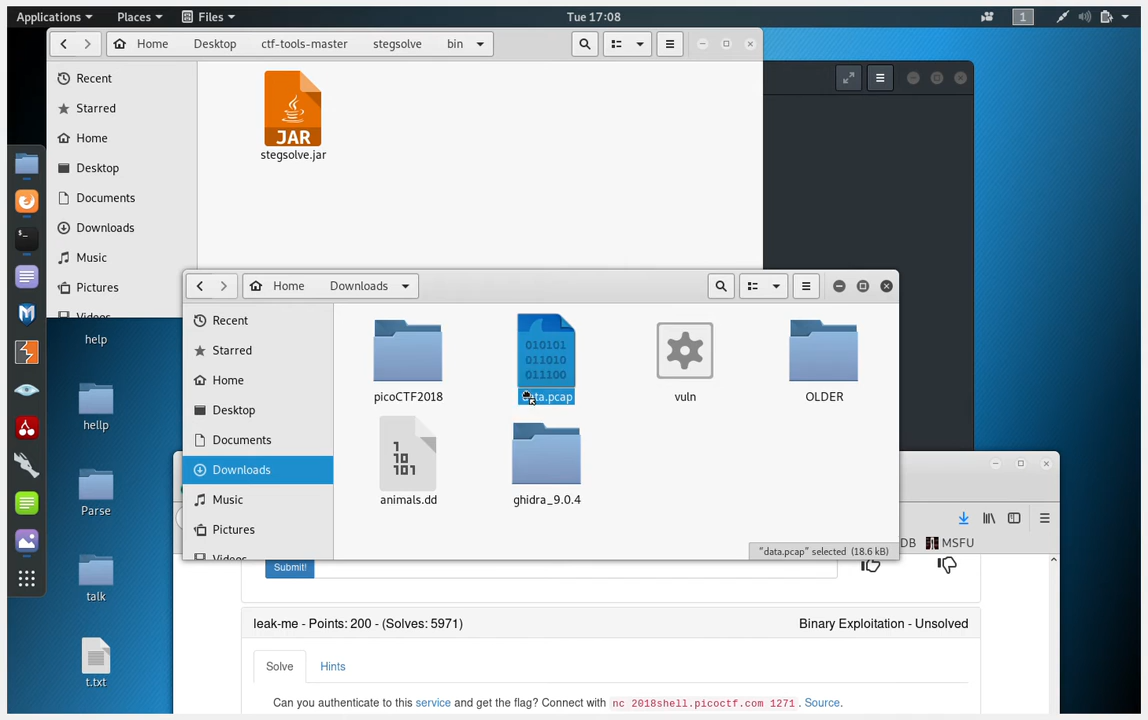 Applications Places Files Tue 17:08 1
Home Desktop ctf-tools-master stegsolve bin
Recent
Starred
Home
Desktop
Documents
Downloads
Music
Pictures
Videos
JAR
stegsolve.jar
help
hellp
Parse
talk
t.txt
Home Downloads
Recent
Starred
Home
Desktop
Documents
Downloads
Music
Pictures
Videos
010101
011010
011100
picoCTF2018 data.pcap vuln OLDER
1
10
101
animals.dd ghidra_9.0.4
"data.pcap" selected (18.6 kB)
DB MSFU
Submit!
leak-me - Points: 200 - (Solves: 5971) Binary Exploitation - Unsolved
Solve Hints
Can you authenticate to this service and get the flag? Connect with nc 2018shell.picoctf.com 1271 . Source.